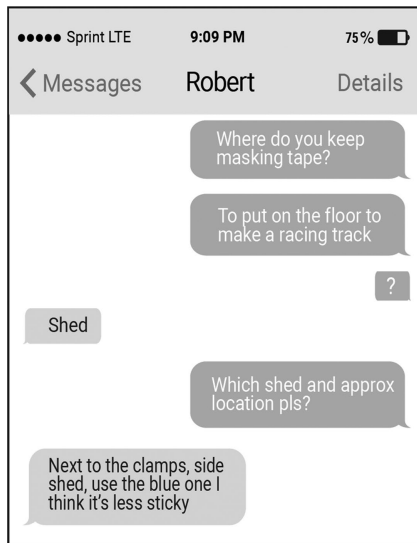 Sprint LTE 9:09 PM 75%
Messages Robert Details
Where do you keep
masking tape?
To put on the floor to
make a racing track
?
Shed
Which shed and approx
location pls?
Next to the clamps, side
shed, use the blue one I
think it's less sticky